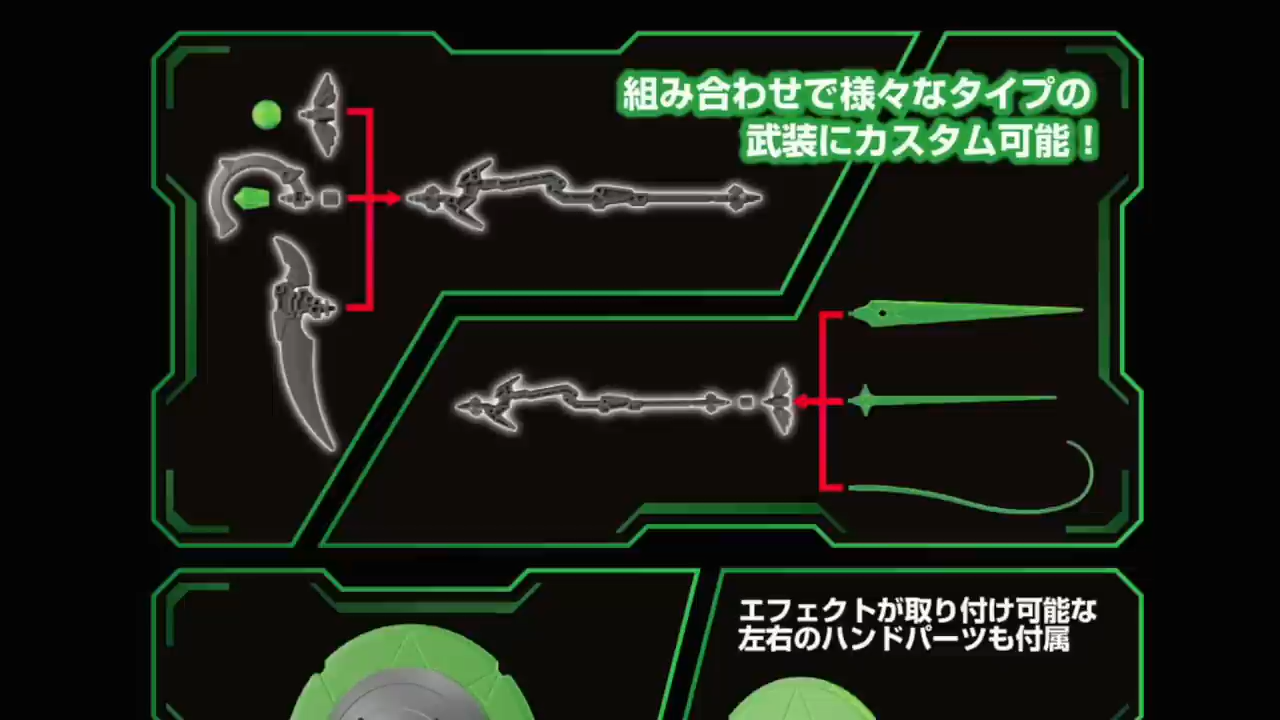 組み合わせで様々なタイプの
武装にカスタム可能！
エフェクトが取り付け可能な
左右のハンドパーツも付属